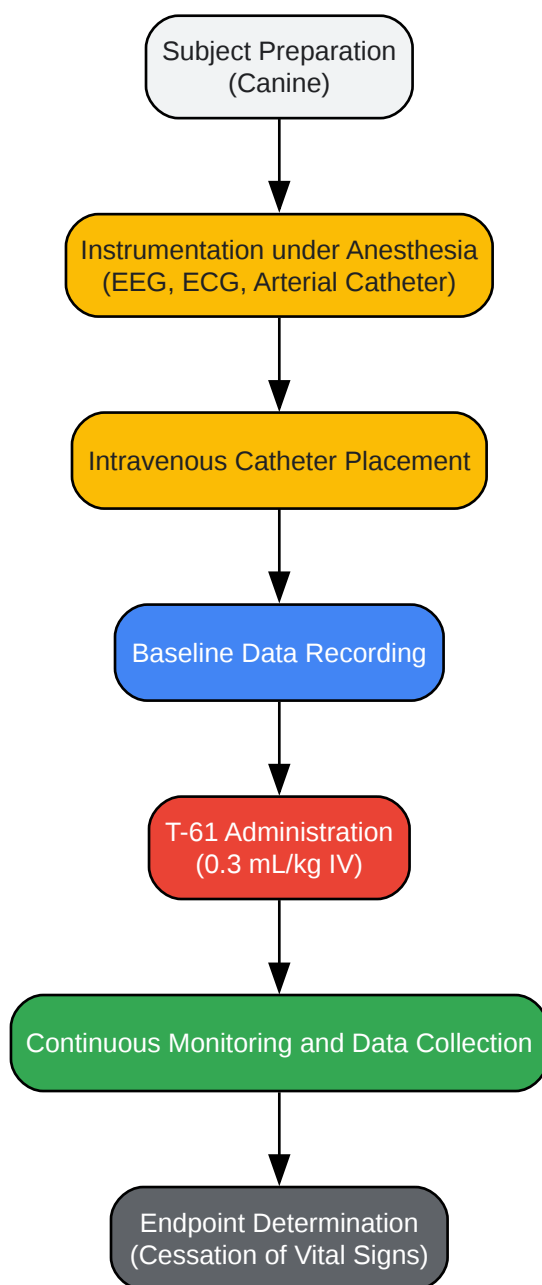 Subject Preparation
(Canine)
Instrumentation under Anesthesia
(EEG, ECG, Arterial Catheter)
Intravenous Catheter Placement
Baseline Data Recording
T-61 Administration
(0.3 mL/kg IV)
Continuous Monitoring and Data Collection
Endpoint Determination
(Cessation of Vital Signs)